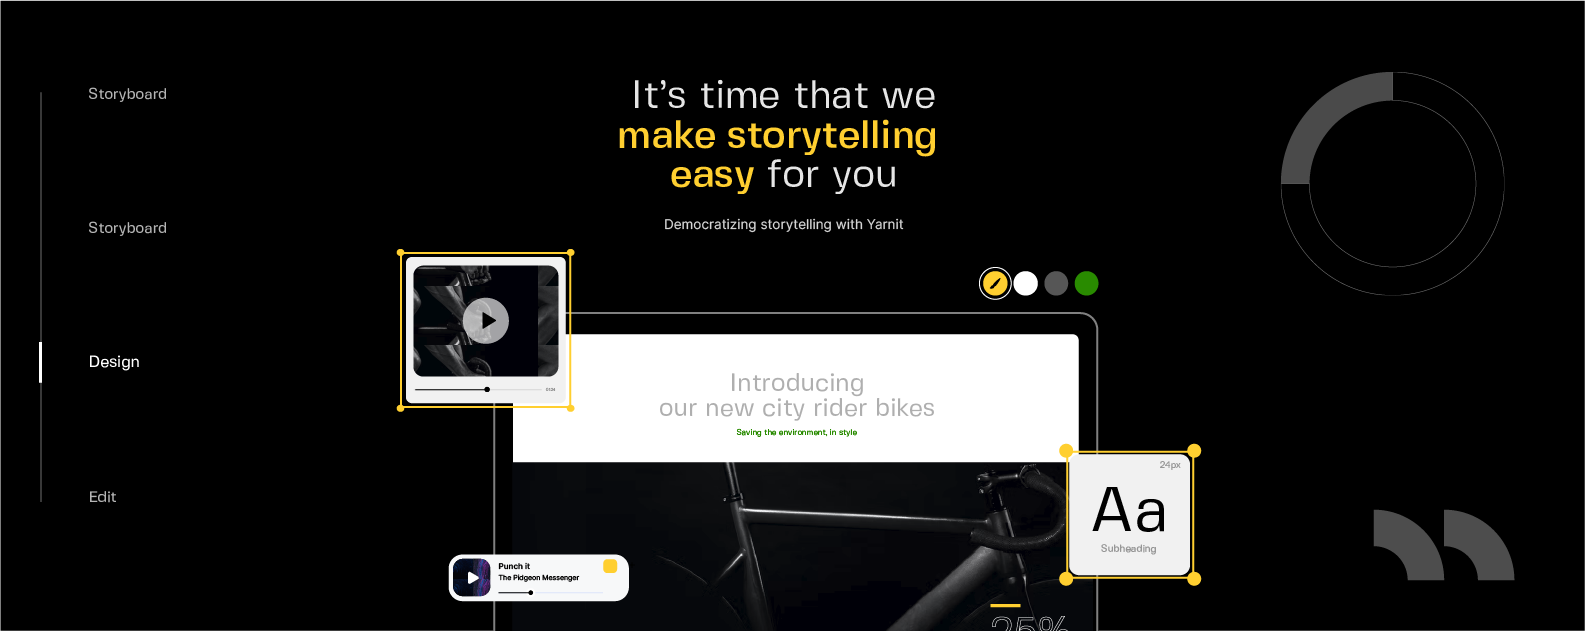 Storyboard
Storyboard
Design
Edit
It's time that we
make storytelling
easy for you
Democratizing storytelling with Yarnit
Introducing
our new city rider bikes
Saving the environment, in style
24px
Aa
Subheading
Punch it
The Pidgeon Messenger
25%